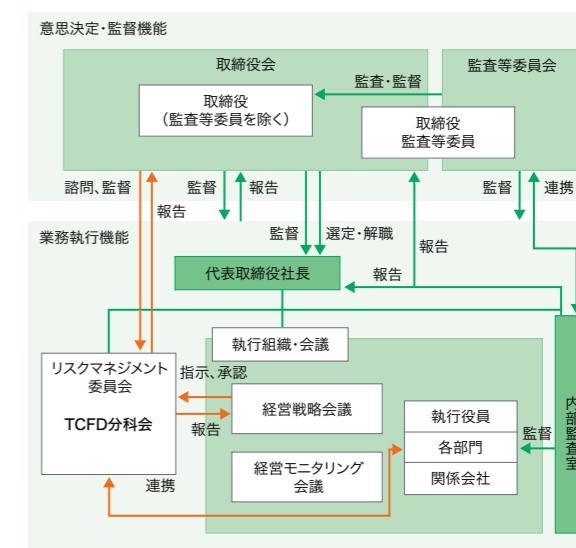 意思決定・監督機能
取締役会
監査等委員会
取締役
（監査等委員を除く）
監査・監督
取締役
監査等委員
諮問、監督
報告
監督
報告
監督
選定・解職
監督
連携
業務執行機能
報告
報告
代表取締役社長
執行組織・会議
リスクマネジメント
委員会
TCFD分科会
指示、承認
報告
経営戦略会議
経営モニタリング
会議
執行役員
各部門
関係会社
監督
内部監査室
連携